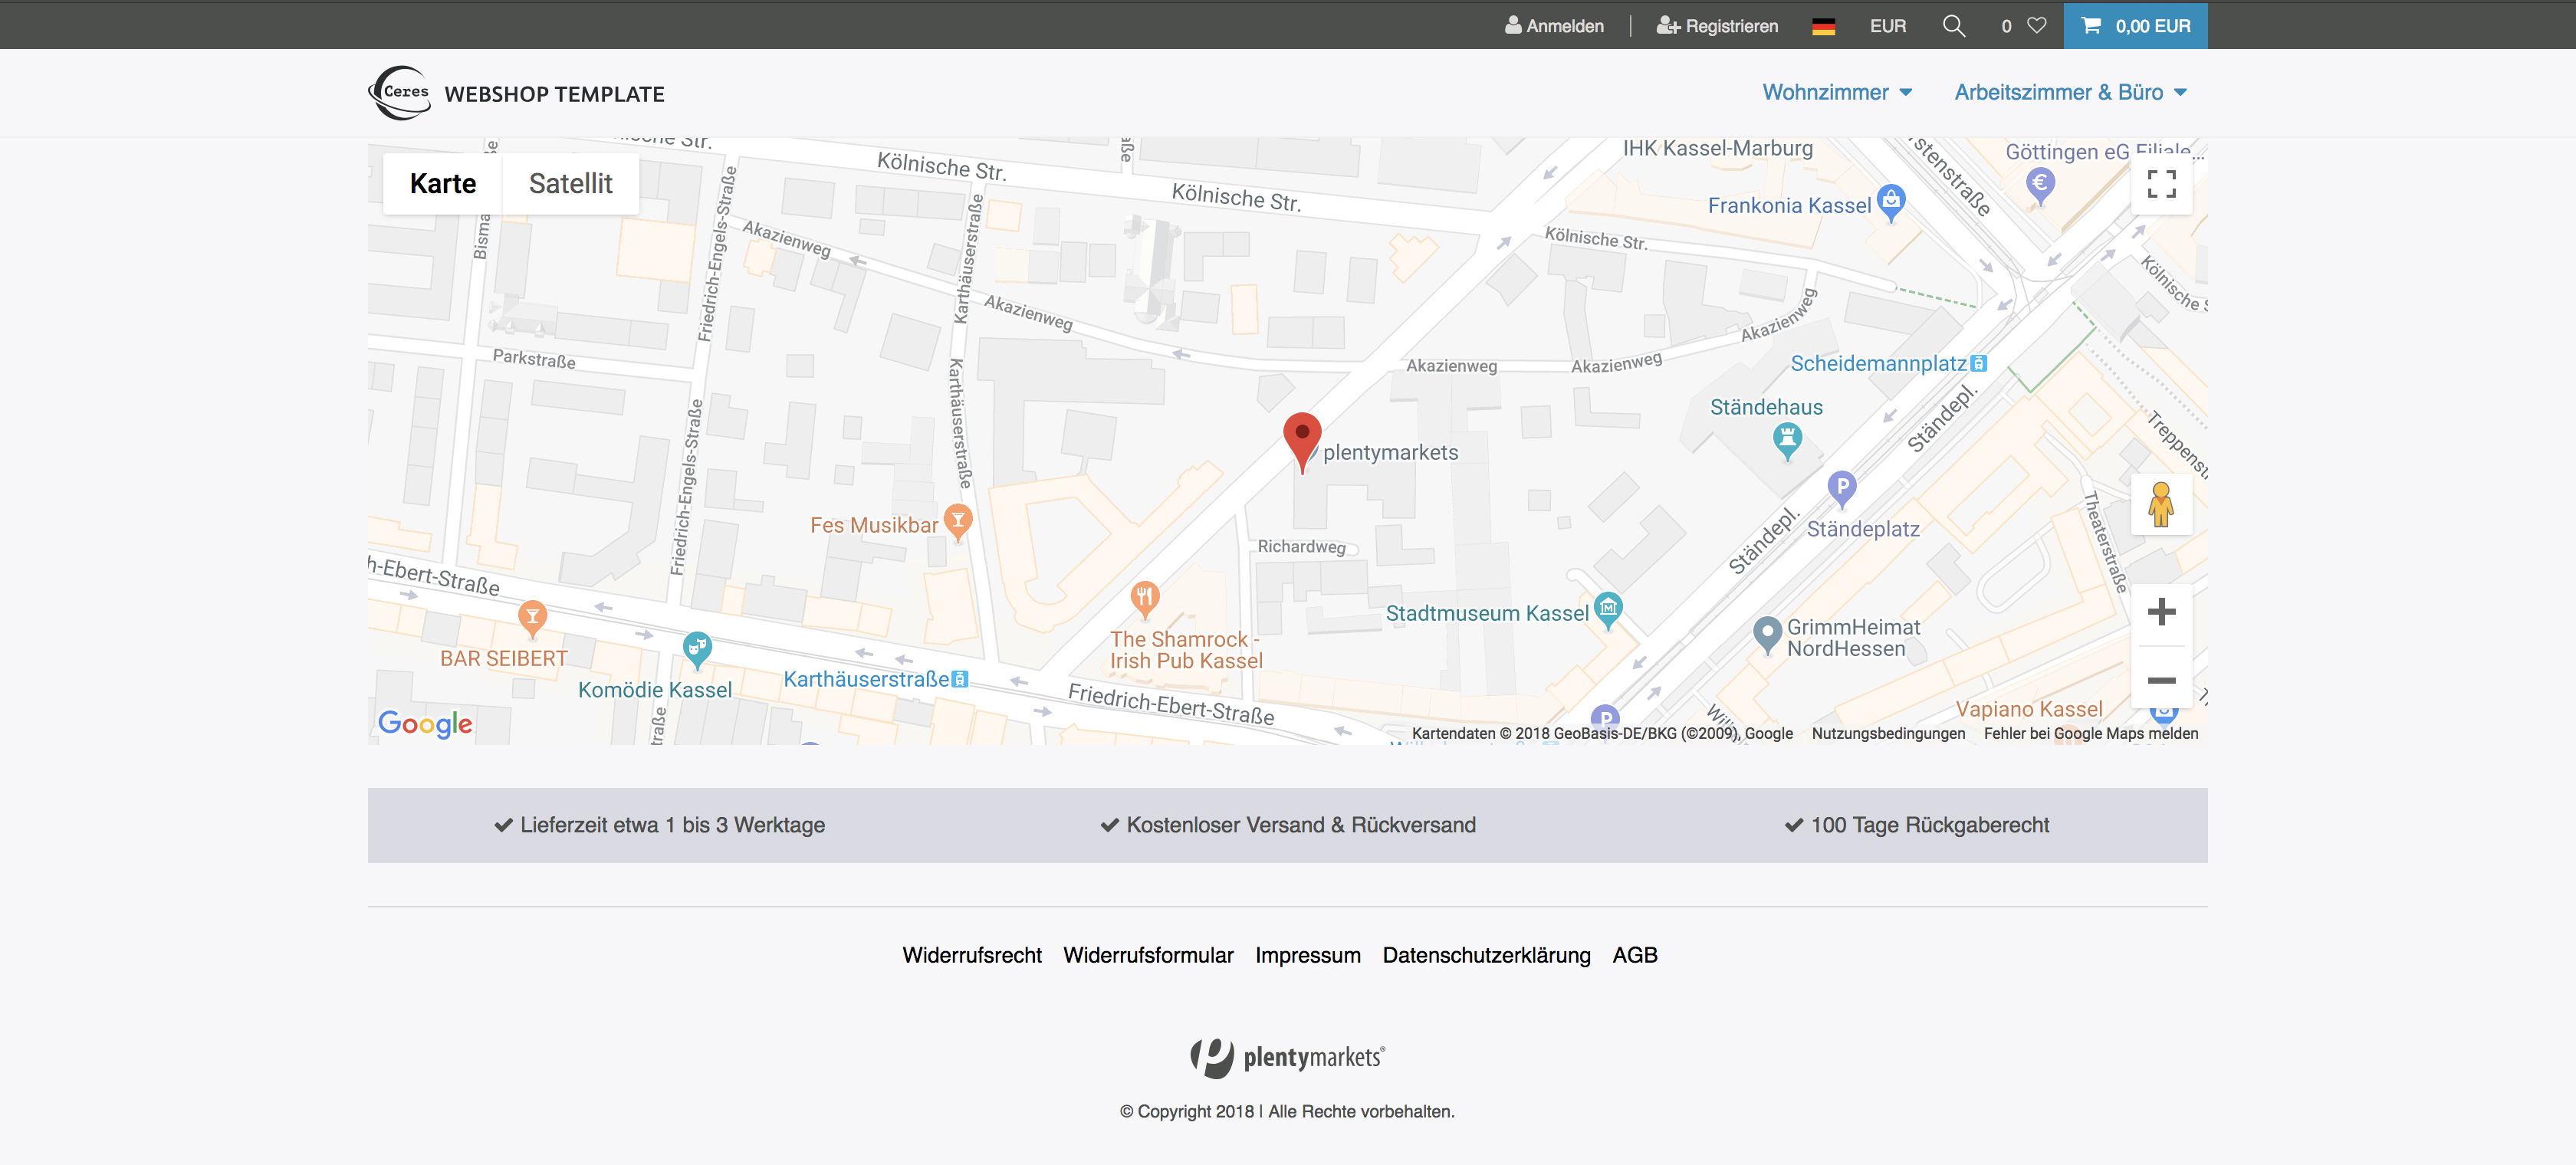 Anmelden | Registrieren EUR 0 0,00 EUR
Ceres WEBSHOP TEMPLATE
Wohnzimmer Arbeitszimmer & Büro
Karte Satellit
Kölnische Str.
Kölnische Str.
Kölnische Str.
IHK Kassel-Marburg
Göttingen eG Filiale...
Frankonia Kassel
Friedrich-Engels-Straße
Akazienweg
Karthäuserstraße
Akazienweg
Akazienweg
Akazienweg
Akazienweg
Parkstraße
Scheidemannplatz
Ständehaus
Ständepl.
plentymarkets
Karthäuserstraße
Friedrich-Engels-Straße
P
Ständeplatz
Ständepl.
Theaterstraße
Fes Musikbar
Richardweg
h-Ebert-Straße
BAR SEIBERT
Komödie Kassel
Karthäuserstraße
The Shamrock -
Irish Pub Kassel
Stadtmuseum Kassel
GrimmHeimat
NordHessen
Friedrich-Ebert-Straße
Vapiano Kassel
P
Google
Kartendaten © 2018 GeoBasis-DE/BKG (©2009), Google Nutzungsbedingungen Fehler bei Google Maps melden
Lieferzeit etwa 1 bis 3 Werktage
Kostenloser Versand & Rückversand
100 Tage Rückgaberecht
Widerrufsrecht Widerrufsformular Impressum Datenschutzerklärung AGB
plentymarkets®
© Copyright 2018 | Alle Rechte vorbehalten.